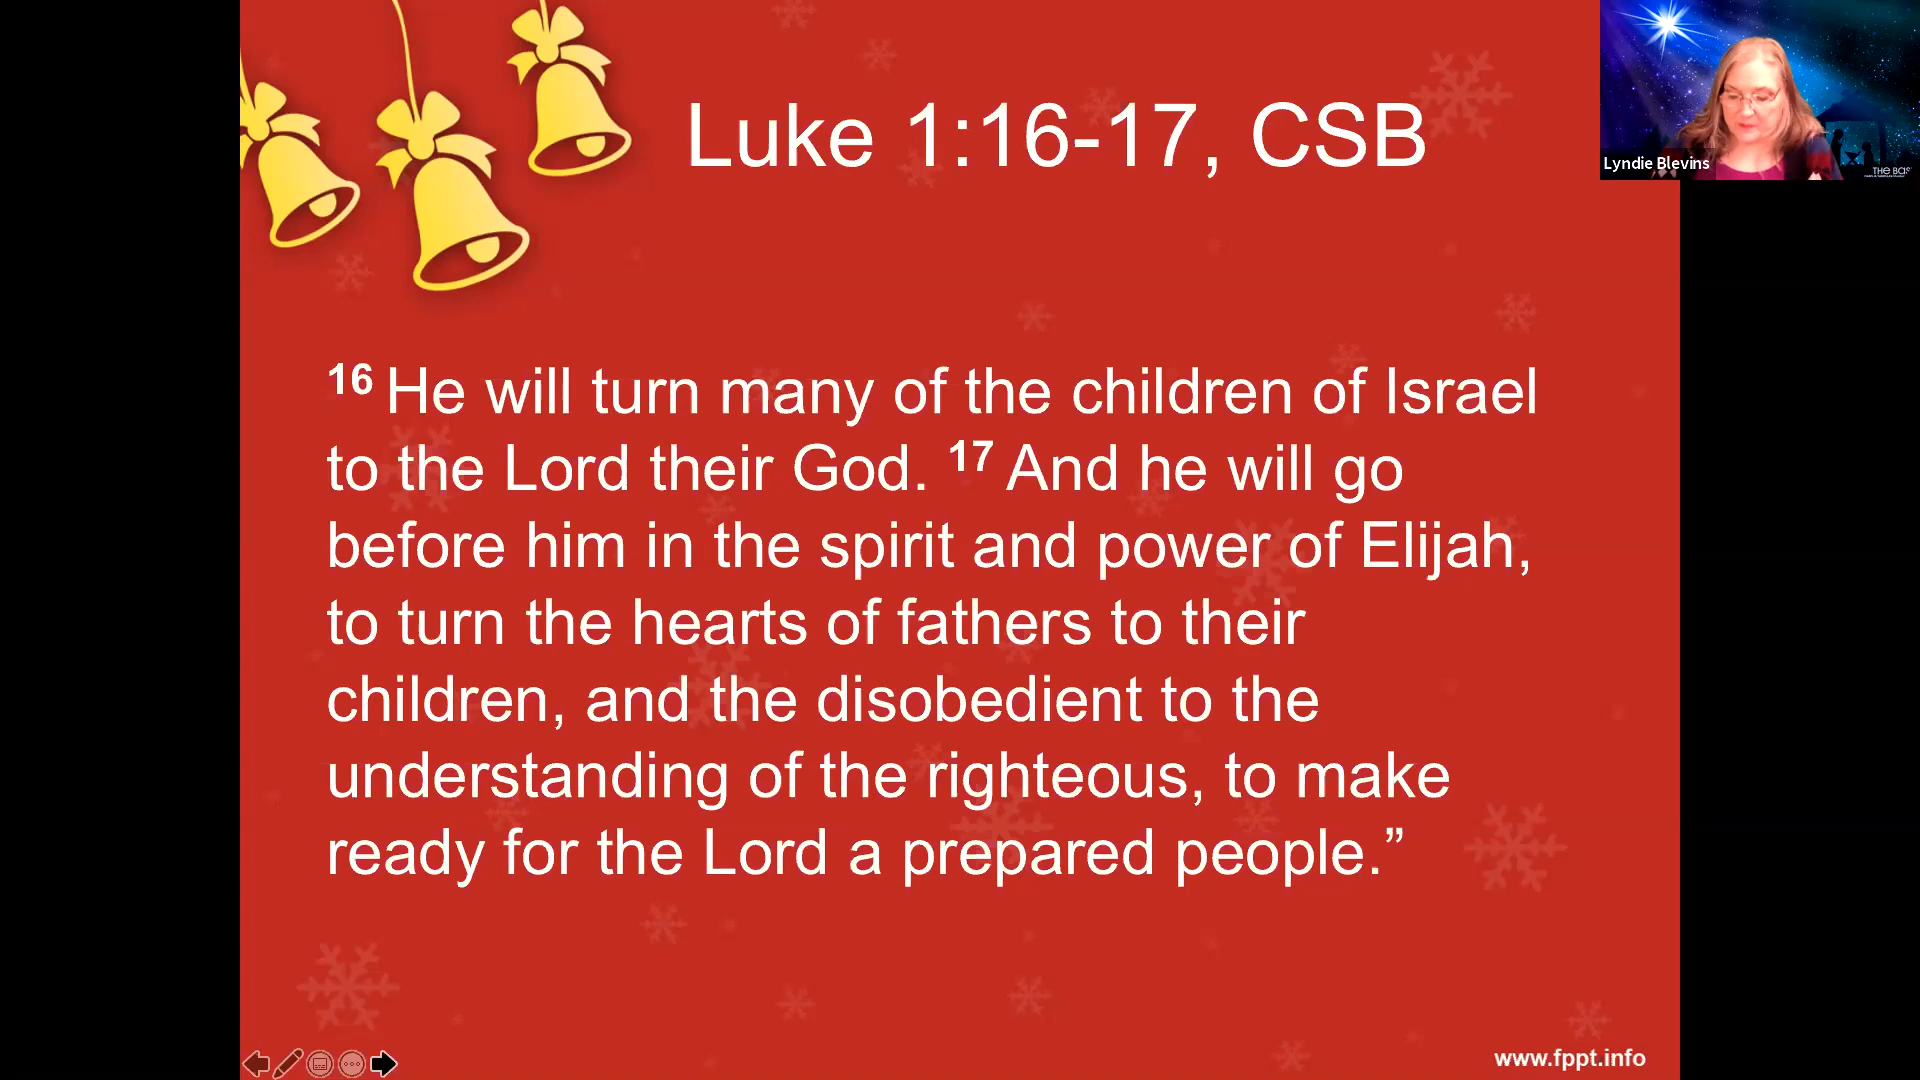 Luke 1:16-17, CSB
Lyndie Blevins
THE BAS
16 He will turn many of the children of Israel
to the Lord their God. 17 And he will go
before him in the spirit and power of Elijah,
to turn the hearts of fathers to their
children, and the disobedient to the
understanding of the righteous, to make
ready for the Lord a prepared people.”
www.fppt.info